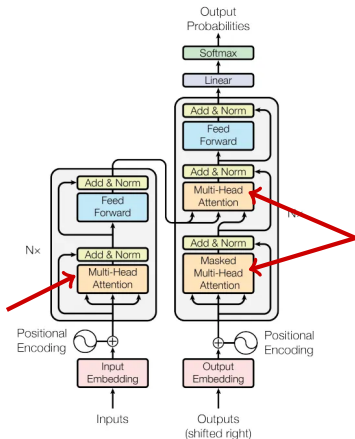 Output
Probabilities
Softmax
Linear
Add & Norm
Feed
Forward
Add & Norm
Multi-Head
Attention
Add & Norm
Masked
Multi-Head
Attention
Add & Norm
Feed
Forward
Add & Norm
Multi-Head
Attention
N×
Positional
Encoding
Positional
Encoding
Input
Embedding
Output
Embedding
Inputs
Outputs
(shifted right)